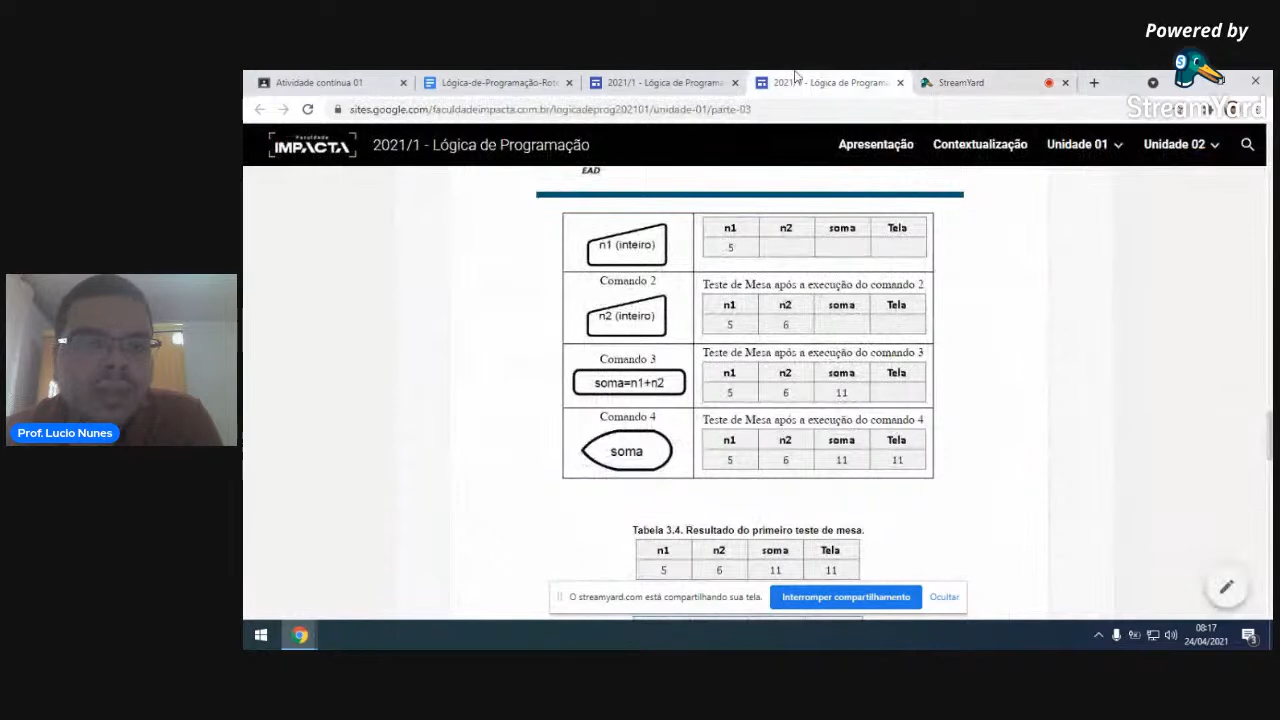 Powered by
StreamYard
Atividade contínua 01
Lógica-de-Programação-Rot
2021/1 - Lógica de Programa
2021/1 - Lógica de Programa
StreamYard
sites.google.com/faculdadeimpacta.com.br/logicadeprog202101/unidade-01/parte-03
Faculdade
IMPACTA
2021/1 - Lógica de Programação
Apresentação
Contextualização
Unidade 01
Unidade 02
EAD
n1 (inteiro)
n1 n2 soma Tela
5
Comando 2
n2 (inteiro)
Teste de Mesa após a execução do comando 2
n1 n2 soma Tela
5 6
Comando 3
soma=n1+n2
Teste de Mesa após a execução do comando 3
n1 n2 soma Tela
5 6 11
Comando 4
soma
Teste de Mesa após a execução do comando 4
n1 n2 soma Tela
5 6 11 11
Tabela 3.4. Resultado do primeiro teste de mesa.
n1 n2 soma Tela
5 6 11 11
O streamyard.com está compartilhando sua tela.
Interromper compartilhamento
Ocultar
Prof. Lucio Nunes
08:17
24/04/2021
3